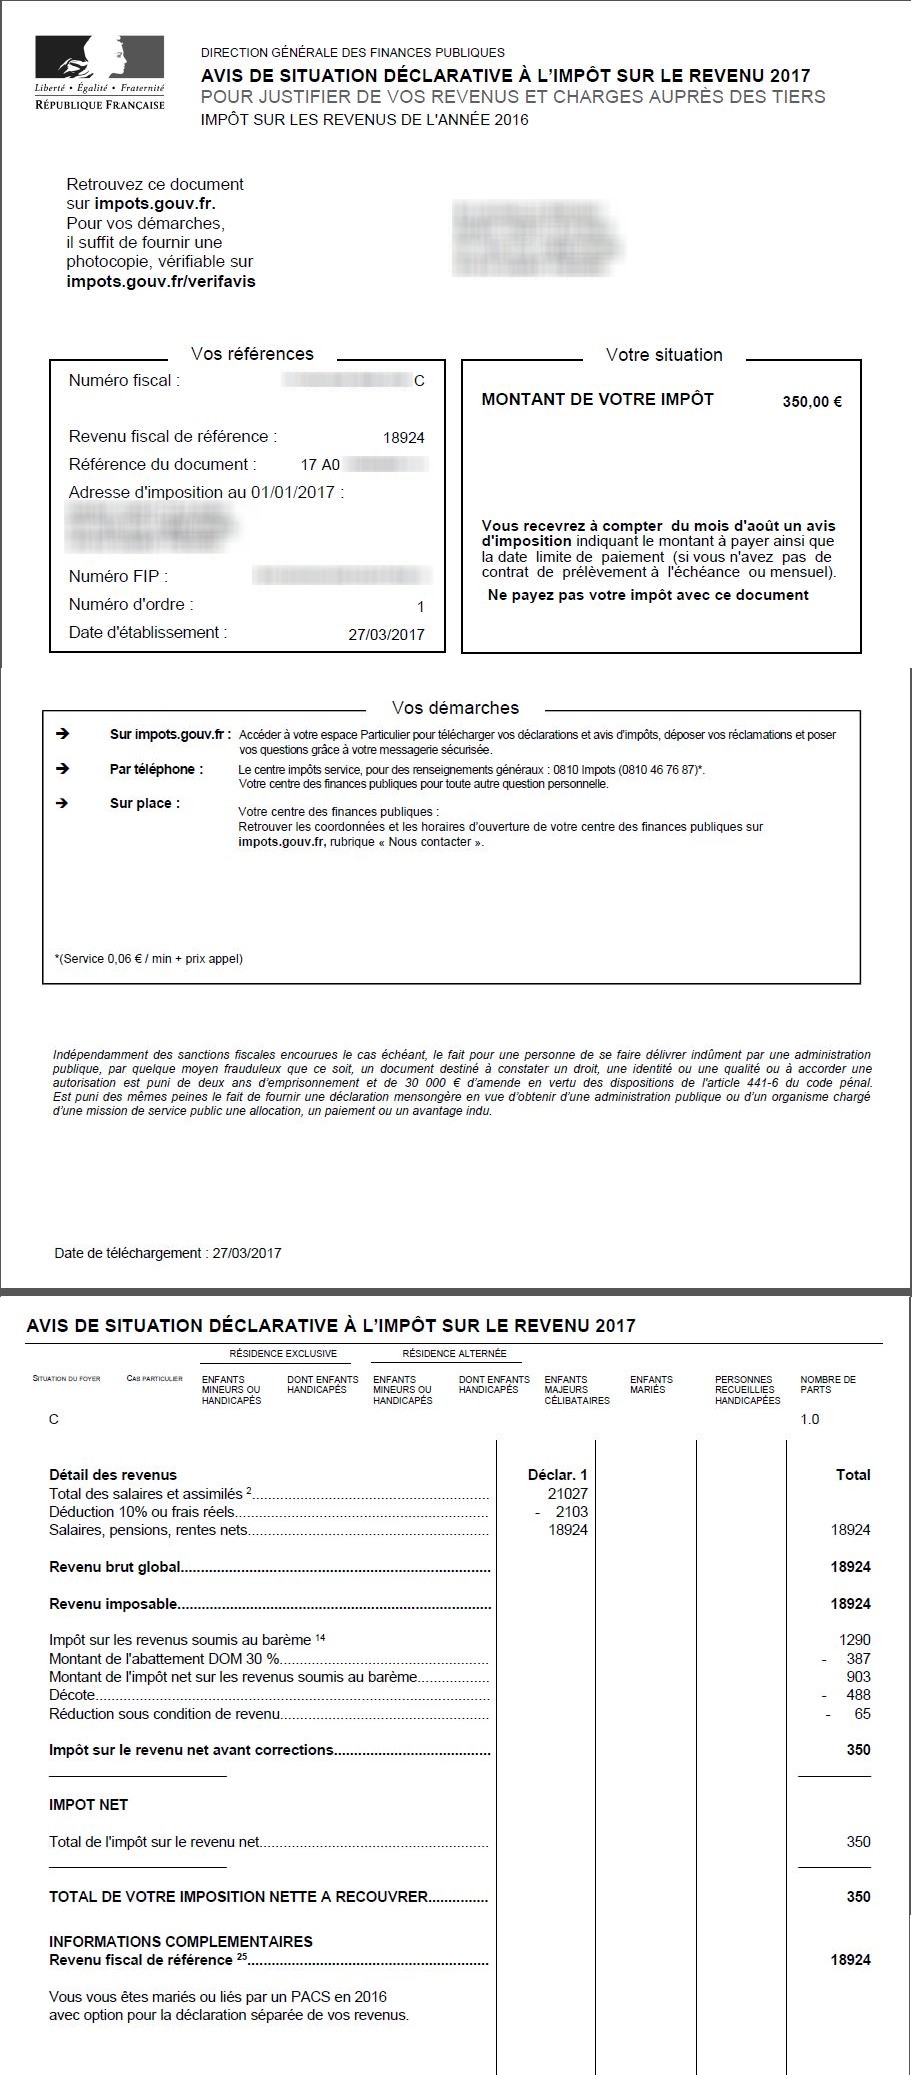 Liberté • Égalité • Fraternité
RÉPUBLIQUE FRANÇAISE
DIRECTION GÉNÉRALE DES FINANCES PUBLIQUES
AVIS DE SITUATION DÉCLARATIVE À L'IMPÔT SUR LE REVENU 2017
POUR JUSTIFIER DE VOS REVENUS ET CHARGES AUPRÈS DES TIERS
IMPÔT SUR LES REVENUS DE L'ANNÉE 2016
Retrouvez ce document
sur impots.gouv.fr.
Pour vos démarches,
il suffit de fournir une
photocopie, vérifiable sur
impots.gouv.fr/verifavis
Vos références
Numéro fiscal : C
Revenu fiscal de référence : 18924
Référence du document : 17 A0
Adresse d'imposition au 01/01/2017 :
Numéro FIP :
Numéro d'ordre : 1
Date d'établissement : 27/03/2017
Votre situation
MONTANT DE VOTRE IMPÔT 350,00 €
Vous recevrez à compter du mois d'août un avis
d'imposition indiquant le montant à payer ainsi que
la date limite de paiement (si vous n'avez pas de
contrat de prélèvement à l'échéance ou mensuel).
Ne payez pas votre impôt avec ce document
Vos démarches
➔ Sur impots.gouv.fr : Accéder à votre espace Particulier pour télécharger vos déclarations et avis d'impôts, déposer vos réclamations et poser
vos questions grâce à votre messagerie sécurisée.
➔ Par téléphone : Le centre impôts service, pour des renseignements généraux : 0810 Impots (0810 46 76 87)*.
Votre centre des finances publiques pour toute autre question personnelle.
➔ Sur place :
Votre centre des finances publiques :
Retrouver les coordonnées et les horaires d'ouverture de votre centre des finances publiques sur
impots.gouv.fr, rubrique « Nous contacter ».
*(Service 0,06 € / min + prix appel)
Indépendamment des sanctions fiscales encourues le cas échéant, le fait pour une personne de se faire délivrer indûment par une administration
publique, par quelque moyen frauduleux que ce soit, un document destiné à constater un droit, une identité ou une qualité ou à accorder une
autorisation est puni de deux ans d'emprisonnement et de 30 000 € d'amende en vertu des dispositions de l'article 441-6 du code pénal.
Est puni des mêmes peines le fait de fournir une déclaration mensongère en vue d'obtenir d'une administration publique ou d'un organisme chargé
d'une mission de service public une allocation, un paiement ou un avantage indu.
Date de téléchargement : 27/03/2017
AVIS DE SITUATION DÉCLARATIVE À L'IMPÔT SUR LE REVENU 2017
RÉSIDENCE EXCLUSIVE RÉSIDENCE ALTERNÉE
SITUATION DU FOYER CAS PARTICULIER ENFANTS DONT ENFANTS ENFANTS DONT ENFANTS ENFANTS ENFANTS PERSONNES NOMBRE DE
MINEURS OU HANDICAPÉS MINEURS OU HANDICAPÉS MAJEURS MARIÉS RECUEILLIES PARTS
HANDICAPÉS HANDICAPÉS CÉLIBATAIRES HANDICAPÉES
C 1.0
Détail des revenus Déclar. 1 Total
Total des salaires et assimilés 2 21027
Déduction 10% ou frais réels - 2103
Salaires, pensions, rentes nets 18924 18924
Revenu brut global 18924
Revenu imposable 18924
Impôt sur les revenus soumis au barème 14 1290
Montant de l'abattement DOM 30 % - 387
Montant de l'impôt net sur les revenus soumis au barème 903
Décote - 488
Réduction sous condition de revenu - 65
Impôt sur le revenu net avant corrections 350
IMPOT NET
Total de l'impôt sur le revenu net 350
TOTAL DE VOTRE IMPOSITION NETTE A RECOUVRER 350
INFORMATIONS COMPLEMENTAIRES
Revenu fiscal de référence 25 18924
Vous vous êtes mariés ou liés par un PACS en 2016
avec option pour la déclaration séparée de vos revenus.